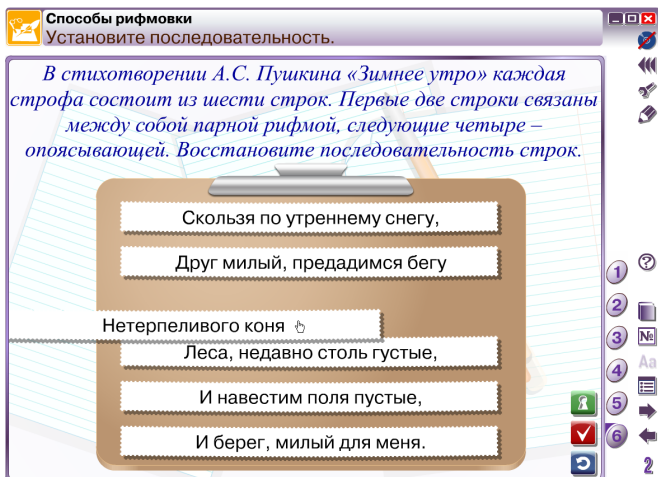 Способы рифмовки
Установите последовательность.
В стихотворении А.С. Пушкина «Зимнее утро» каждая
строфа состоит из шести строк. Первые две строки связаны
между собой парной рифмой, следующие четыре –
опоясывающей. Восстановите последовательность строк.
Скользя по утреннему снегу,
Друг милый, предадимся бегу
Нетерпеливого коня
Леса, недавно столь густые,
И навестим поля пустые,
И берег, милый для меня.
1
2
3
4
5
6
?
№
Aa
2